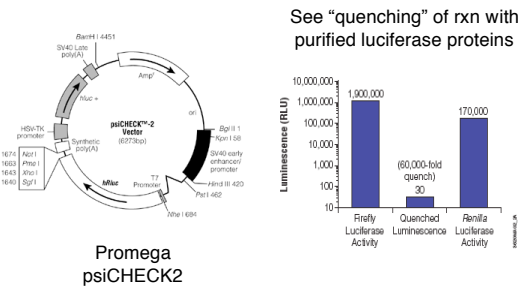 See “quenching” of rxn with
purified luciferase proteins
BamH I 4451
SV40 Late
poly(A)
Ampr
hluc +
ori
HSV-TK
promoter
Synthetic
poly(A)
psiCHECK™-2
Vector
(6273bp)
Bgl II 1
Kpn I 58
SV40 early
enhancer/
promoter
1674 Not I
1663 Pme I
1643 Xho I
1640 Sgf I
hRluc
T7
Promoter
Hind III 420
Pst I 462
Nhe I 684
Promega
psiCHECK2
Luminescence (RLU)
10,000,000
1,000,000
100,000
10,000
1,000
100
10
1,900,000
(60,000-fold
quench)
30
170,000
Firefly
Luciferase
Activity
Quenched
Luminescence
Renilla
Luciferase
Activity